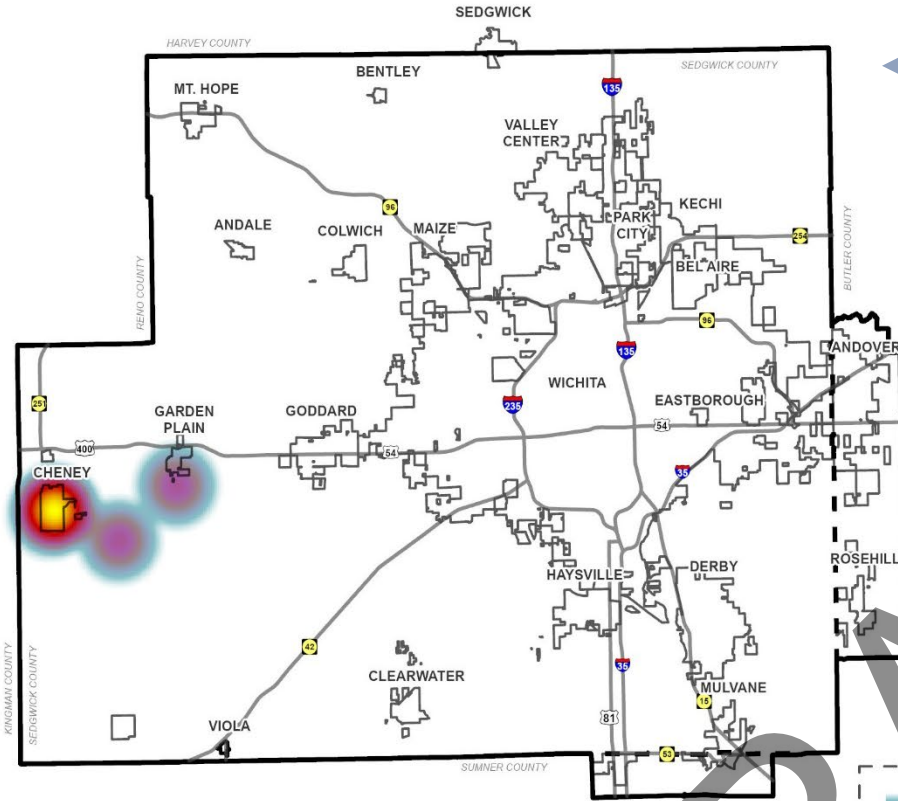 SEDGWICK
HARVEY COUNTY
SEDGWICK COUNTY
BENTLEY
MT. HOPE
135
VALLEY
CENTER
KECHI
96
PARK
CITY
ANDALE
COLWICH
MAIZE
254
BEL AIRE
BUTLER COUNTY
RENO COUNTY
96
135
ANDOVER
WICHITA
251
GARDEN
PLAIN
GODDARD
235
EASTBOROUGH
54
400
54
CHENEY
35
HAYSVILLE
DERBY
ROSEHILL
42
KINGMAN COUNTY
SEDGWICK COUNTY
35
CLEARWATER
MULVANE
15
81
VIOLA
53
SUMNER COUNTY